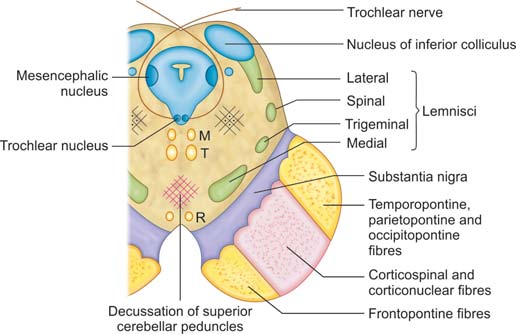 Trochlear nerve
Nucleus of inferior colliculus
Mesencephalic
nucleus
Lateral
Spinal
Lemnisci
Trigeminal
Medial
Trochlear nucleus
M
T
Substantia nigra
Temporopontine,
parietopontine and
occipitopontine
fibres
R
Corticospinal and
corticonuclear fibres
Decussation of superior
cerebellar peduncles
Frontopontine fibres